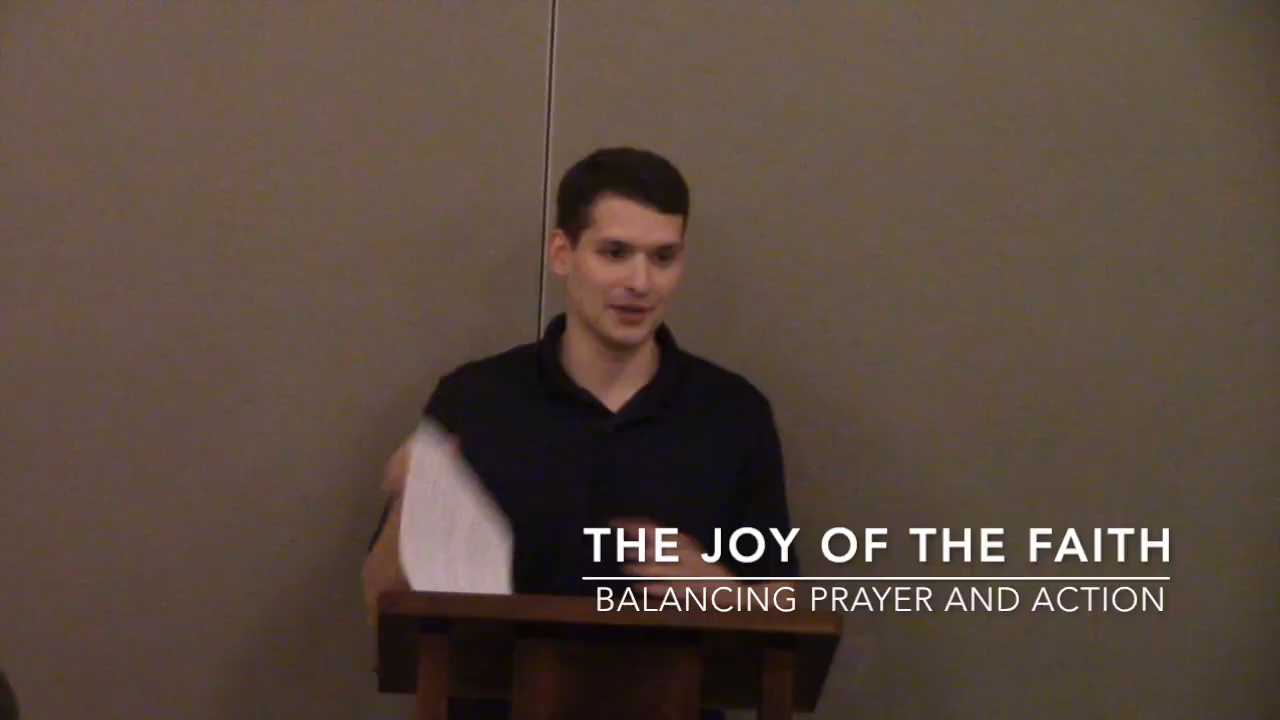 THE JOY OF THE FAITH
BALANCING PRAYER AND ACTION